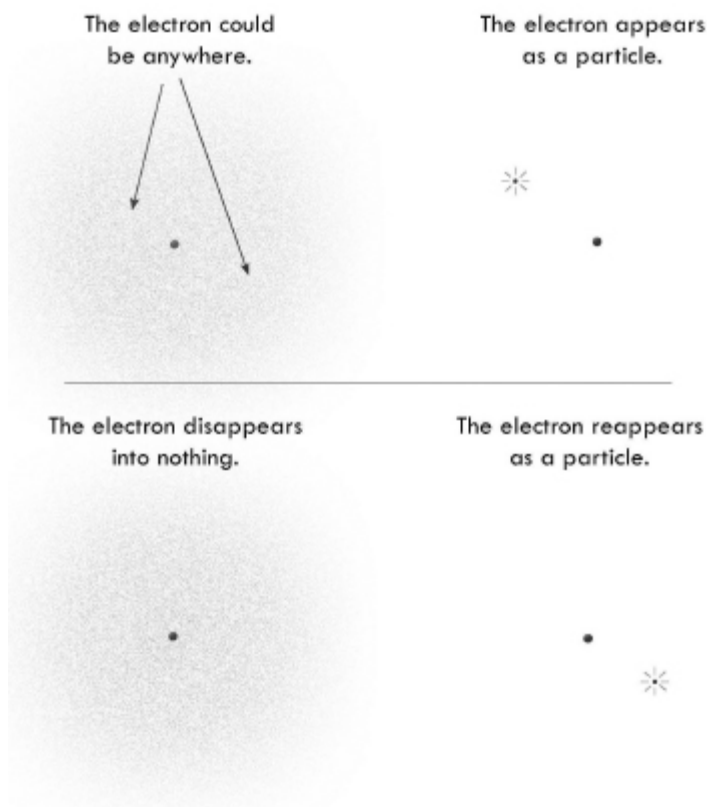 The electron could
be anywhere.
The electron appears
as a particle.
The electron disappears
into nothing.
The electron reappears
as a particle.